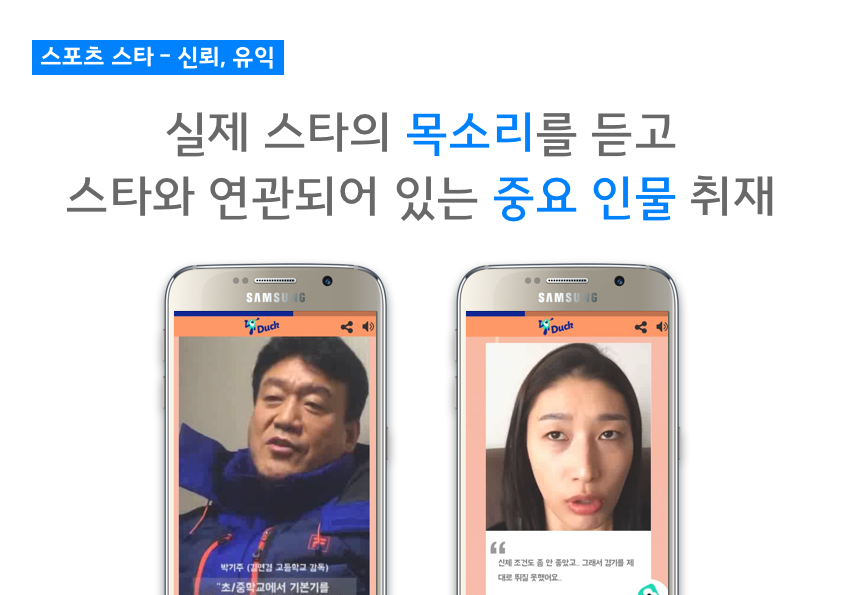 스포츠 스타 - 신뢰, 유익
실제 스타의 목소리를 듣고
스타와 연관되어 있는 중요 인물 취재
SAMSUNG
Duck
박기주 (김연경 고등학교 감독)
"초/중학교에서 기본기를
SAMSUNG
Duck
“
신체 조건도 좀 안 좋았고.. 그래서 경기를 제
대로 뛰질 못했어요..